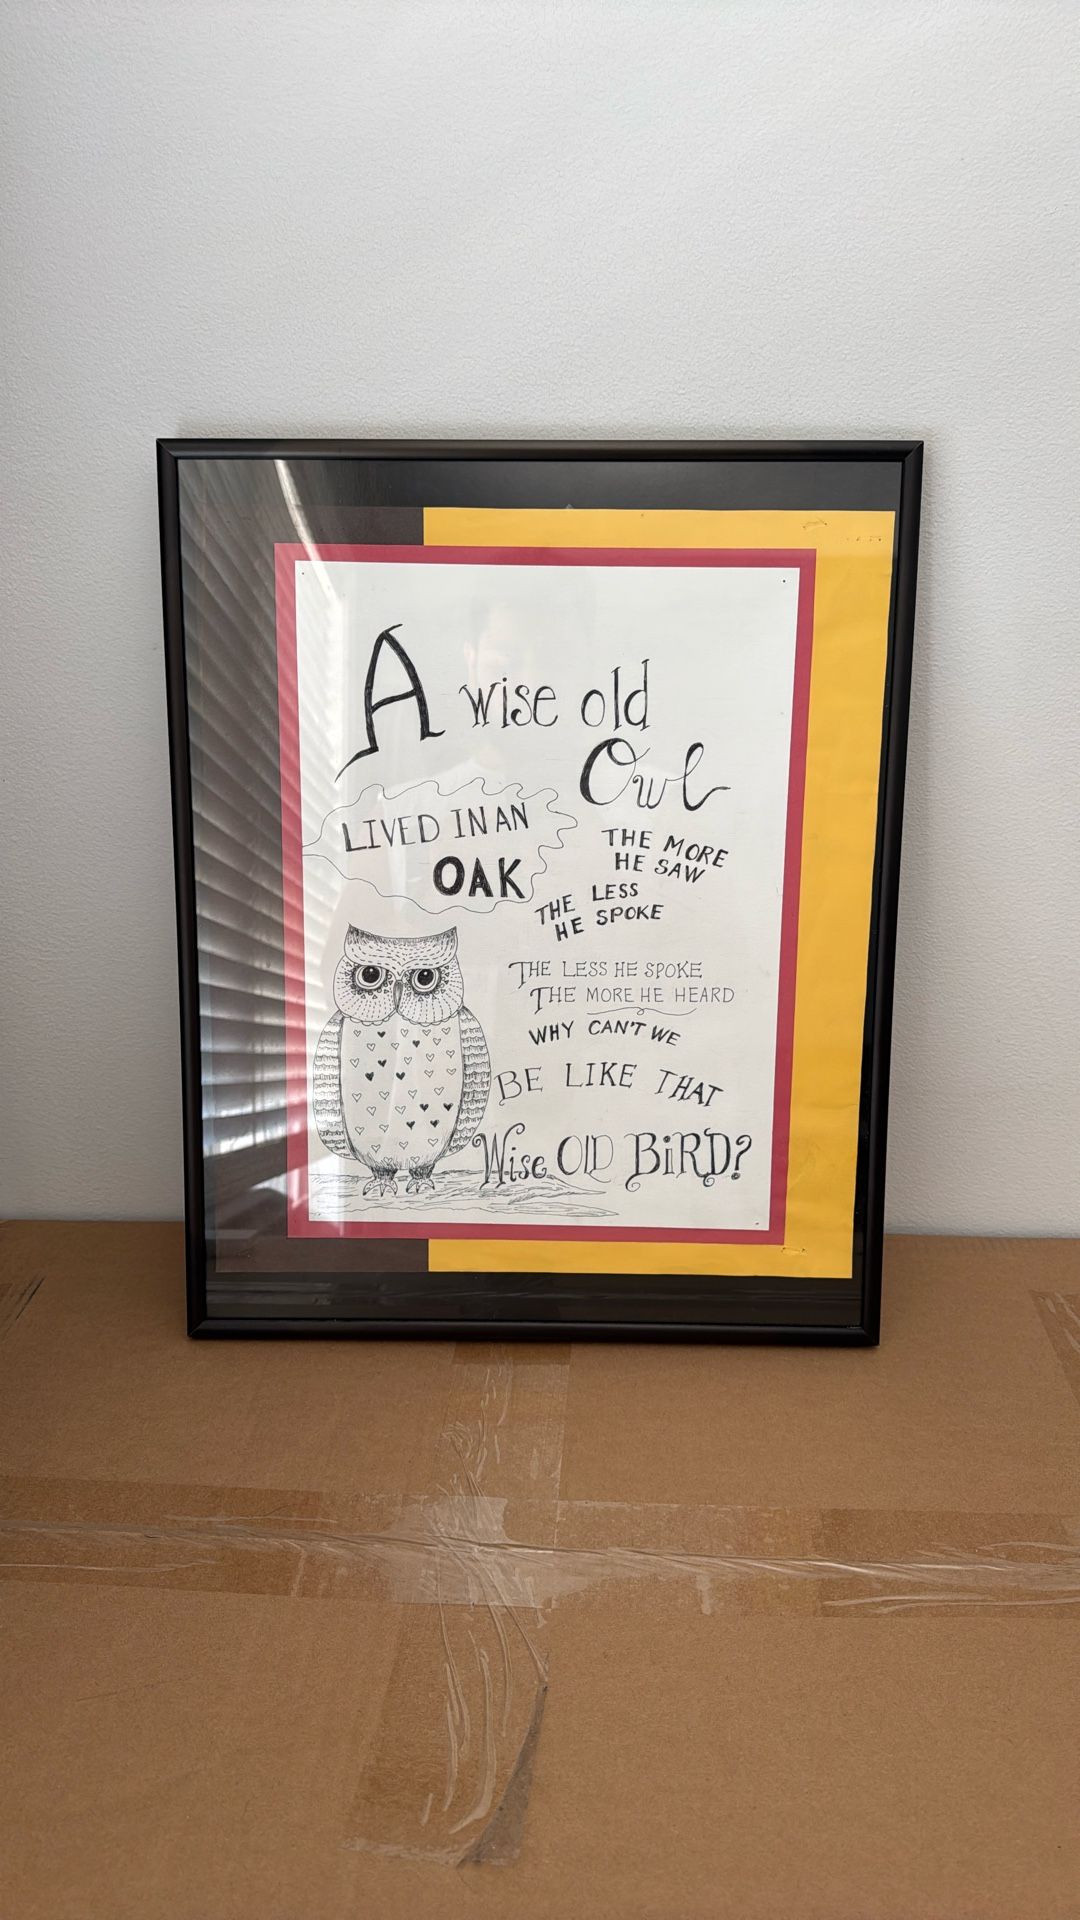 A wise old
Owl
LIVED IN AN
OAK
THE MORE
HE SAW
THE LESS
HE SPOKE
THE LESS HE SPOKE
THE MORE HE HEARD
WHY CAN'T WE
BE LIKE THAT
Wise OlD BiRD?